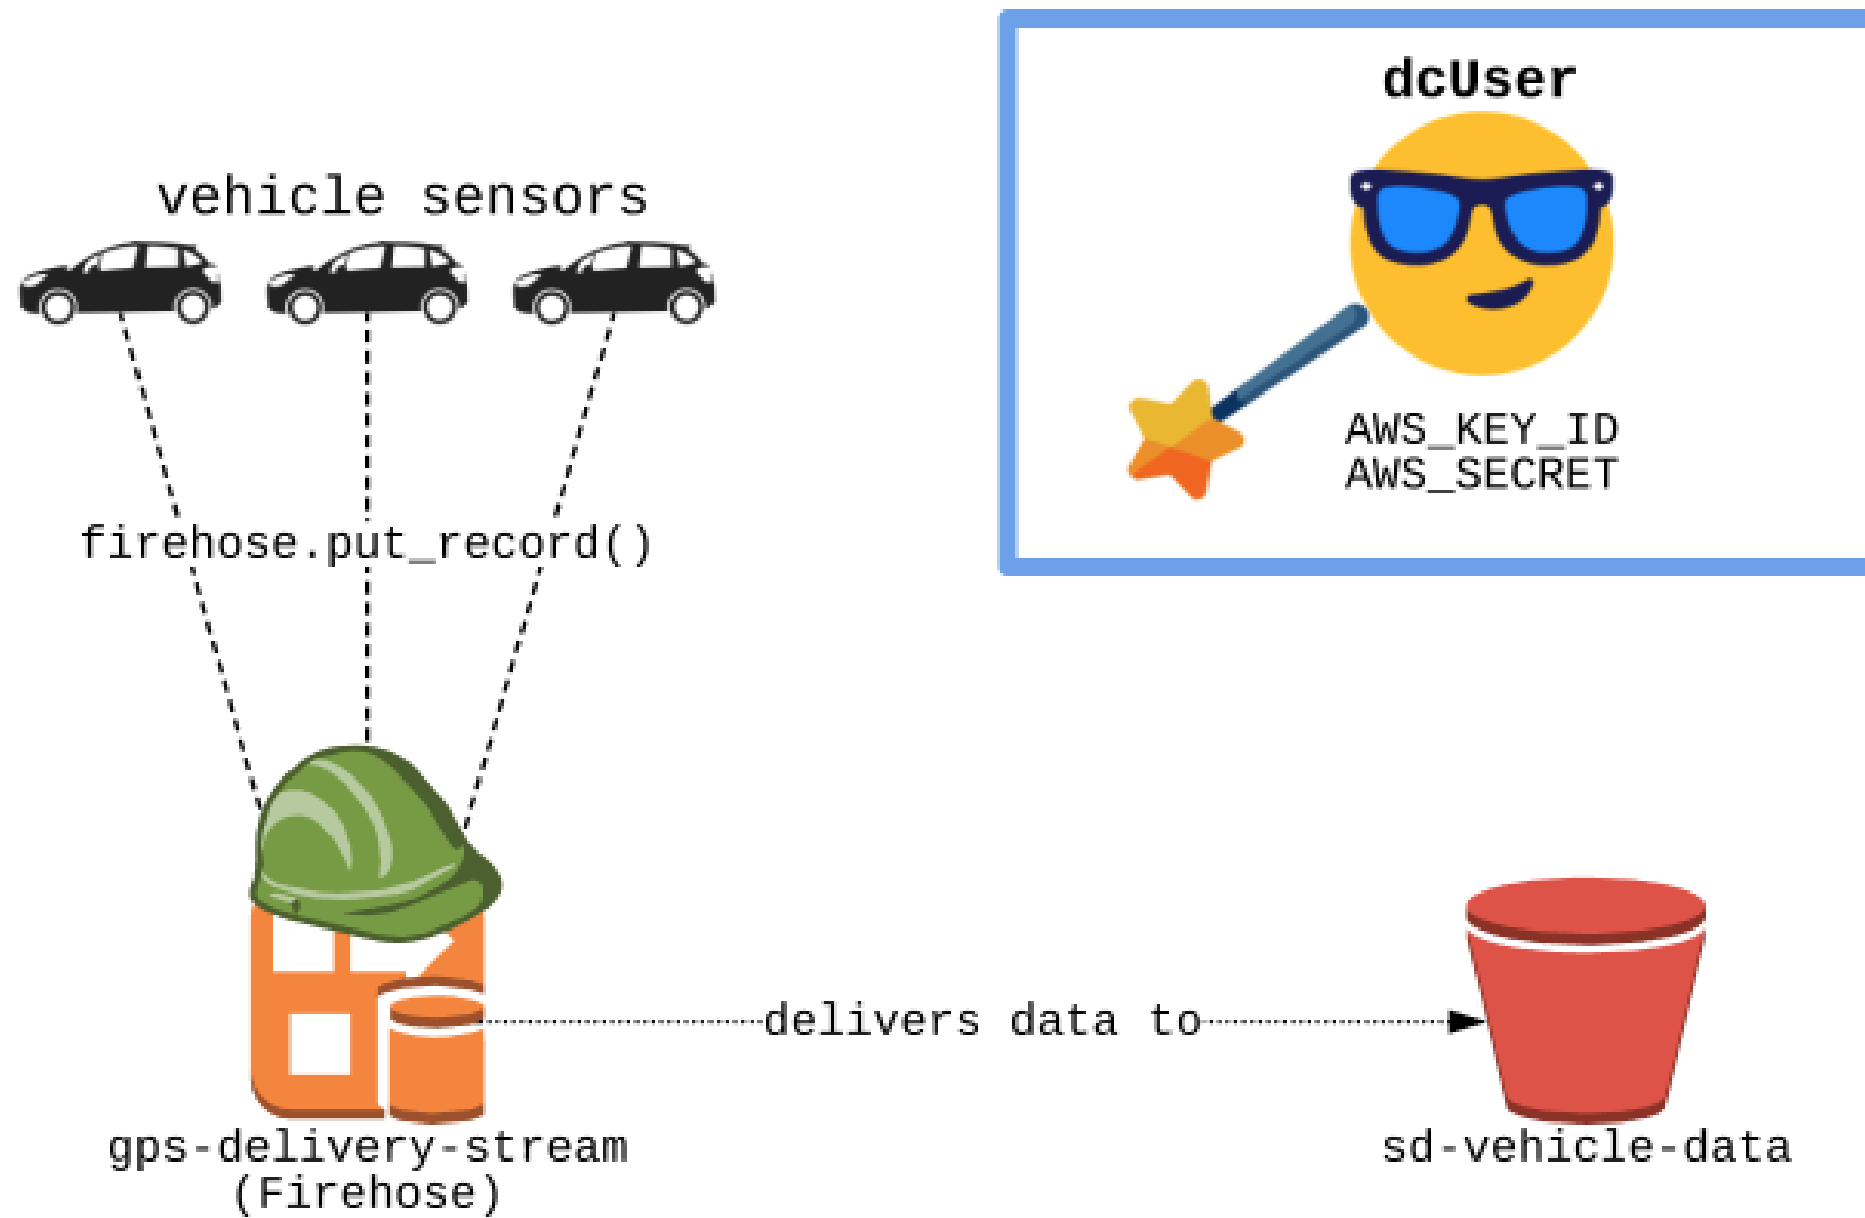 dcUser
AWS_KEY_ID
AWS_SECRET
vehicle sensors
firehose.put_record()
delivers data to
gps-delivery-stream
(Firehose)
sd-vehicle-data